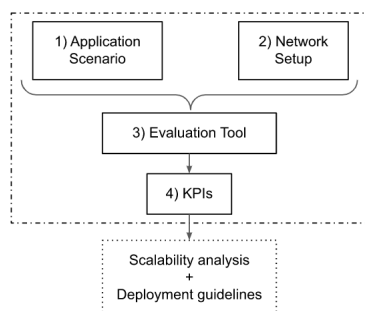 1) Application
Scenario
2) Network
Setup
3) Evaluation Tool
4) KPIs
Scalability analysis
+
Deployment guidelines